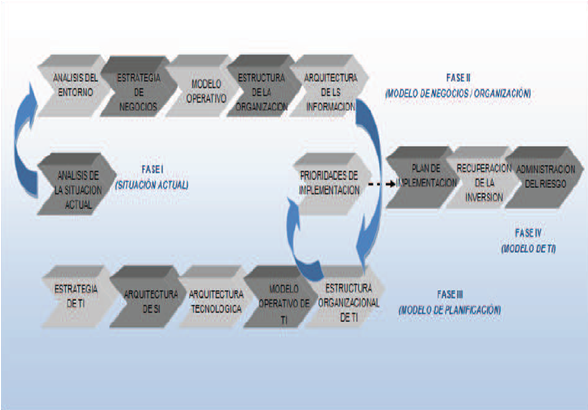 ANALISIS DEL
ENTORNO
ESTRATEGIA
DE
NEGOCIOS
MODELO
OPERATIVO
ESTRUCTURA
DE LA
ORGANIZACIÓN
ARQUITECTURA
DE LS
INFORMACION
FASE II
(MODELO DE NEGOCIOS / ORGANIZACIÓN)
ANALISIS DE
LA SITUACION
ACTUAL
FASE I
(SITUACIÓN ACTUAL)
PRIORIDADES DE
IMPLEMENTACION
PLAN DE
IMPLEMENTACION
RECUPERACION
DE LA
INVERSION
ADMINISTRACION
DEL RIESGO
FASE IV
(MODELO DE TI)
ESTRATEGIA
DE TI
ARQUITECTURA
DE SI
ARQUITECTURA
TECNOLOGICA
MODELO
OPERATIVO DE
TI
ESTRUCTURA
ORGANIZACIONAL
DE TI
FASE III
(MODELO DE PLANIFICACIÓN)